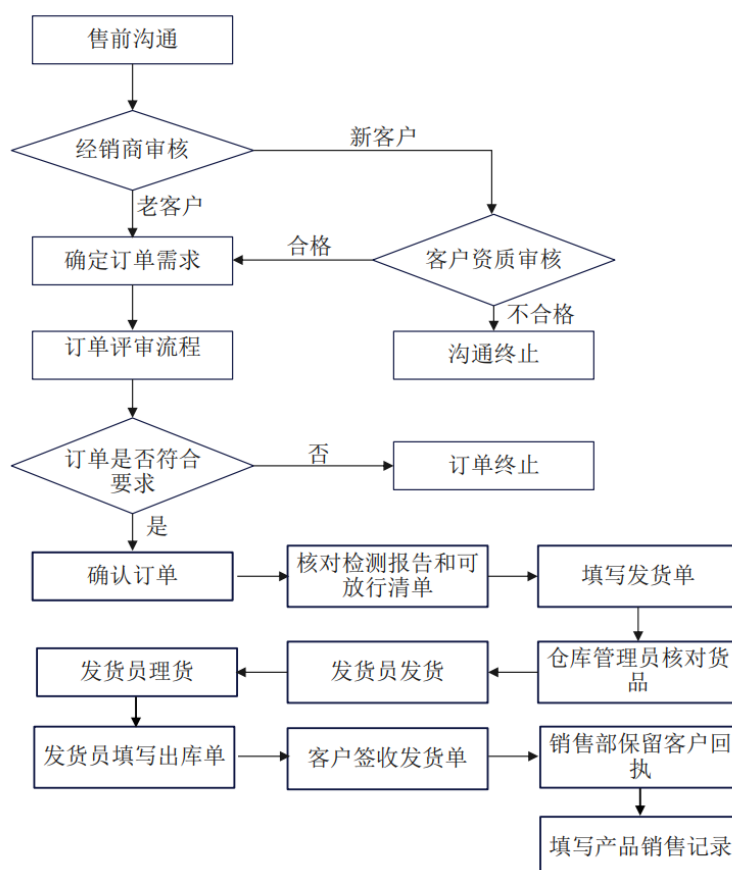 售前沟通
经销商审核
新客户
老客户
确定订单需求
合格
客户资质审核
不合格
订单评审流程
沟通终止
订单是否符合
要求
否
订单终止
是
确认订单
核对检测报告和可
放行清单
填写发货单
仓库管理员核对货
品
发货员发货
发货员理货
发货员填写出库单
客户签收发货单
销售部保留客户回
执
填写产品销售记录